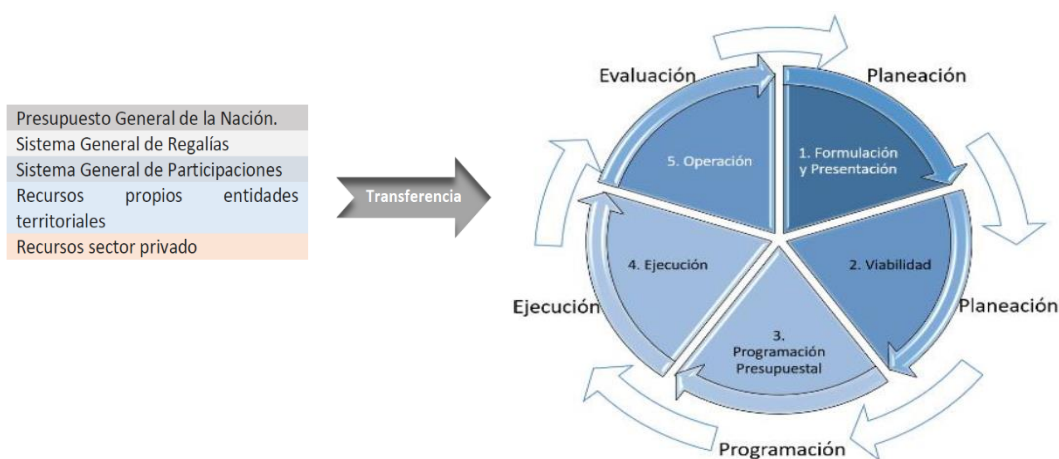 Presupuesto General de la Nación.
Sistema General de Regalías
Sistema General de Participaciones
Recursos propios entidades
territoriales
Recursos sector privado
Transferencia
Evaluación
Planeación
5. Operación
1. Formulación
y Presentación
4. Ejecución
2. Viabilidad
Ejecución
Planeación
3.
Programación
Presupuestal
Programación